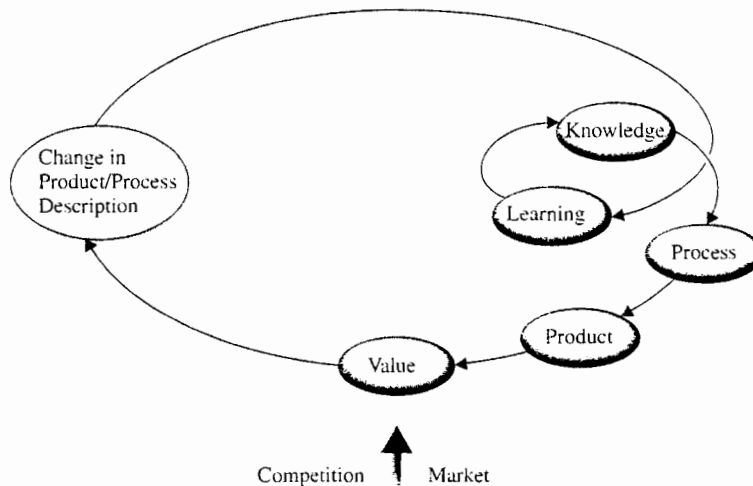 Knowledge
Change in
Product/Process
Description
Learning
Process
Product
Value
Competition Market